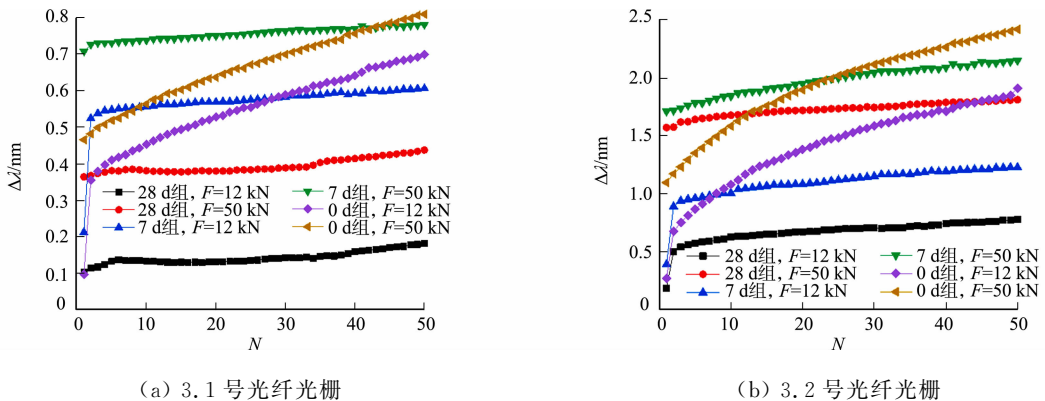 0.8
0.7
0.6
0.5
0.4
0.3
0.2
0.1
0
Δλ/nm
28 d组, F=12 kN
28 d组, F=50 kN
7 d组, F=12 kN
7 d组, F=50 kN
0 d组, F=12 kN
0 d组, F=50 kN
0 10 20 30 40 50
N
(a) 3.1号光纤光栅
2.5
2.0
1.5
1.0
0.5
0
Δλ/nm
28 d组, F=12 kN
28 d组, F=50 kN
7 d组, F=12 kN
7 d组, F=50 kN
0 d组, F=12 kN
0 d组, F=50 kN
0 10 20 30 40 50
N
(b) 3.2号光纤光栅